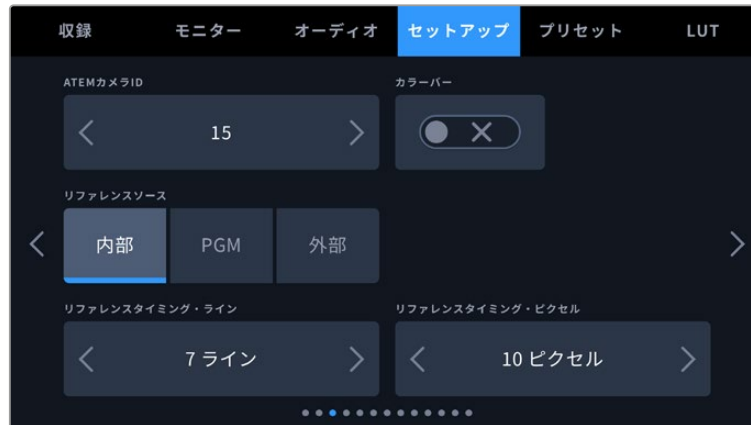 収録 モニター オーディオ セットアップ プリセット LUT
ATEMカメラID カラーバー
15
リファレンスソース
内部 PGM 外部
リファレンスタイミング・ライン リファレンスタイミング・ピクセル
7 ライン 10 ピクセル